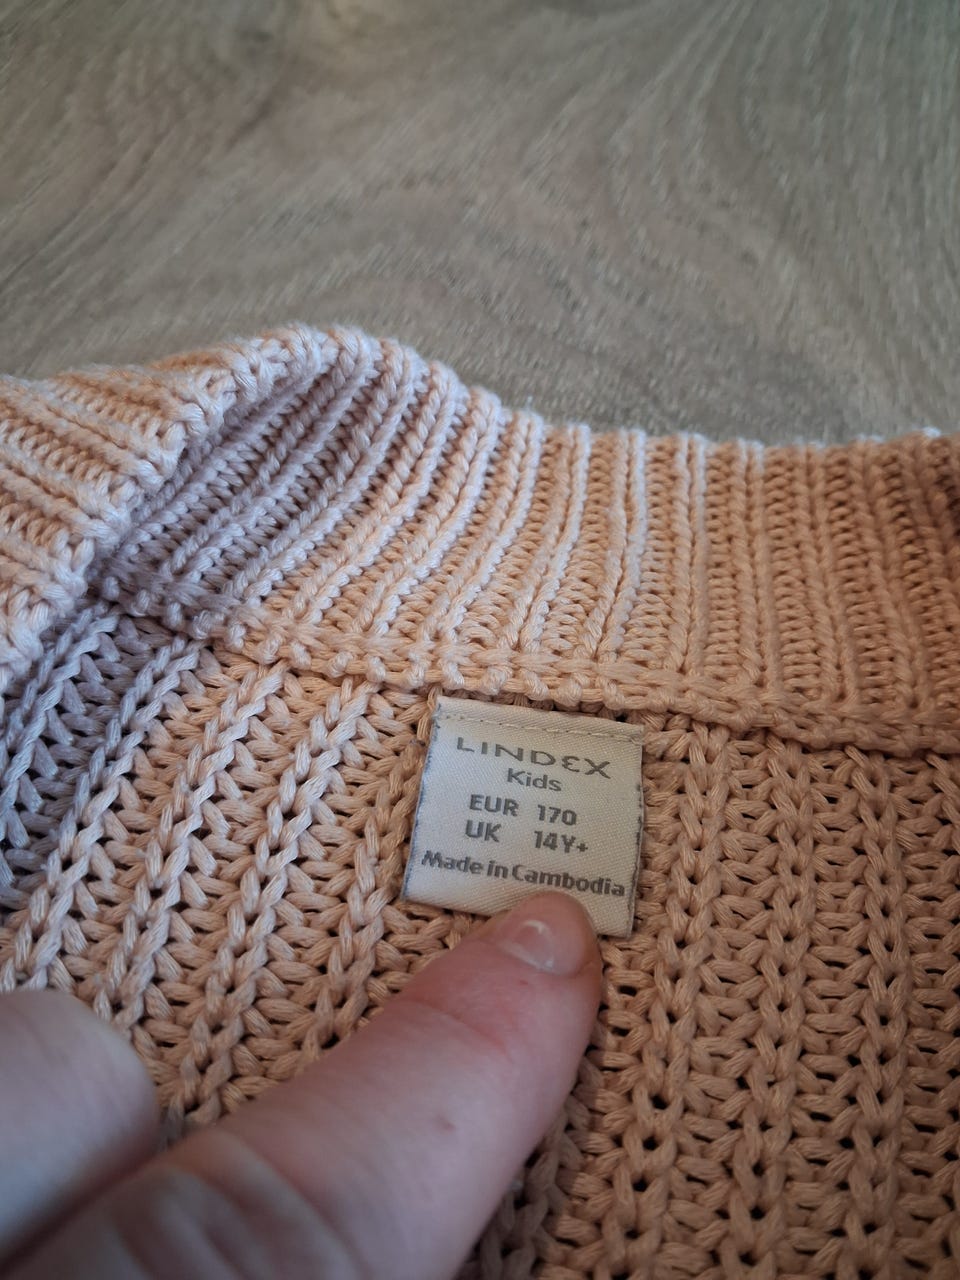 LINDEX
Kids
EUR 170
UK 14Y+
Made in Cambodia